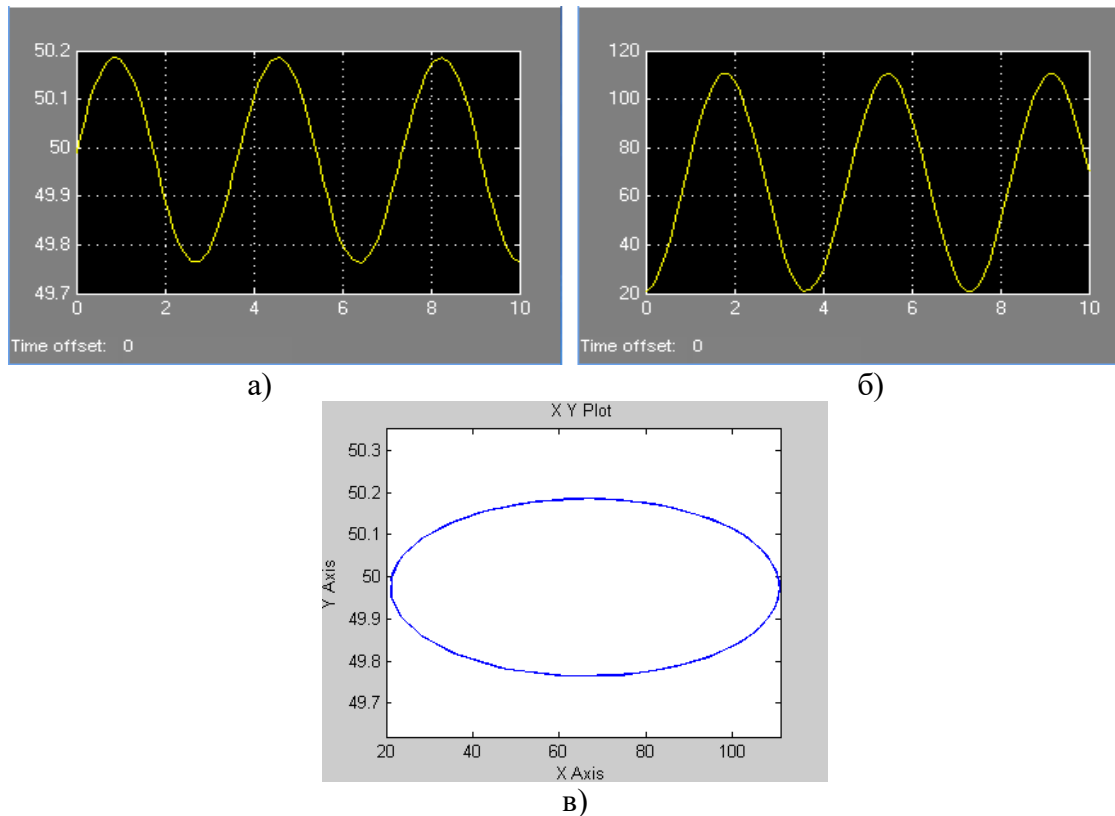 50.2
50.1
50
49.9
49.8
49.7
0 2 4 6 8 10
Time offset: 0
120
100
80
60
40
20
0 2 4 6 8 10
Time offset: 0
а)
б)
X Y Plot
50.3
50.2
50.1
50
49.9
49.8
49.7
Y Axis
20 40 60 80 100
X Axis
в)